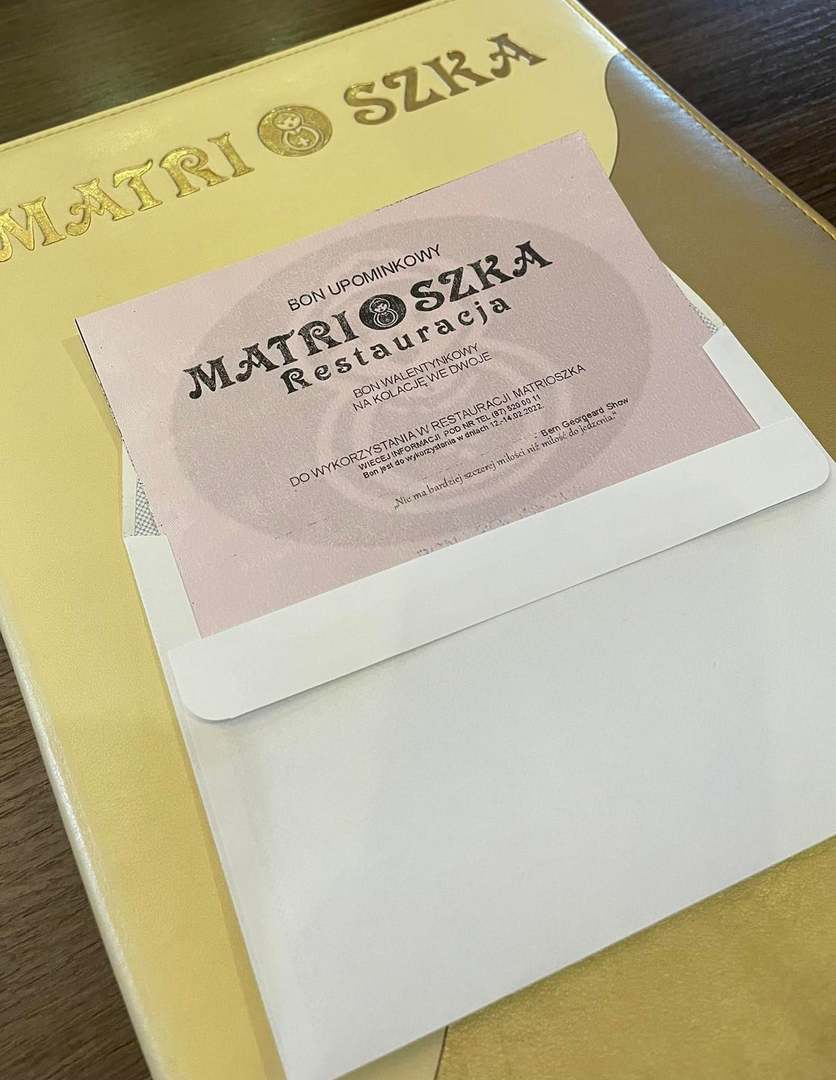 MATRI SZKA
BON UPOMINKOWY
MATRI SZKA
Restauracja
BON WALENTYNKOWY
NA KOLACJĘ WE DWOJE
DO WYKORZYSTANIA W RESTAURACJI MATRIOSZKA
WIĘCEJ INFORMACJI POD NR TEL (87) 520 00 11
Bon jest do wykorzystania w dniach 12.-14.02.2022.
: Bern Georgeard Show
„Nie ma bardziej szczerej miłości niż miłość do jedzenia.”